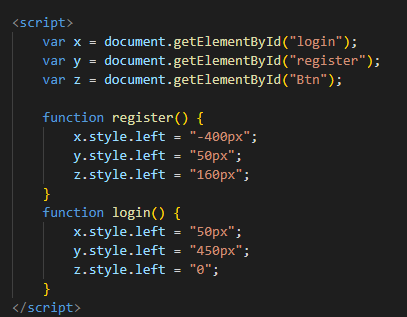 <script>
var x = document.getElementById("login");
var y = document.getElementById("register");
var z = document.getElementById("Btn");
function register() {
x.style.left = "-400px";
y.style.left = "50px";
z.style.left = "160px";
}
function login() {
x.style.left = "50px";
y.style.left = "450px";
z.style.left = "0";
}
</script>